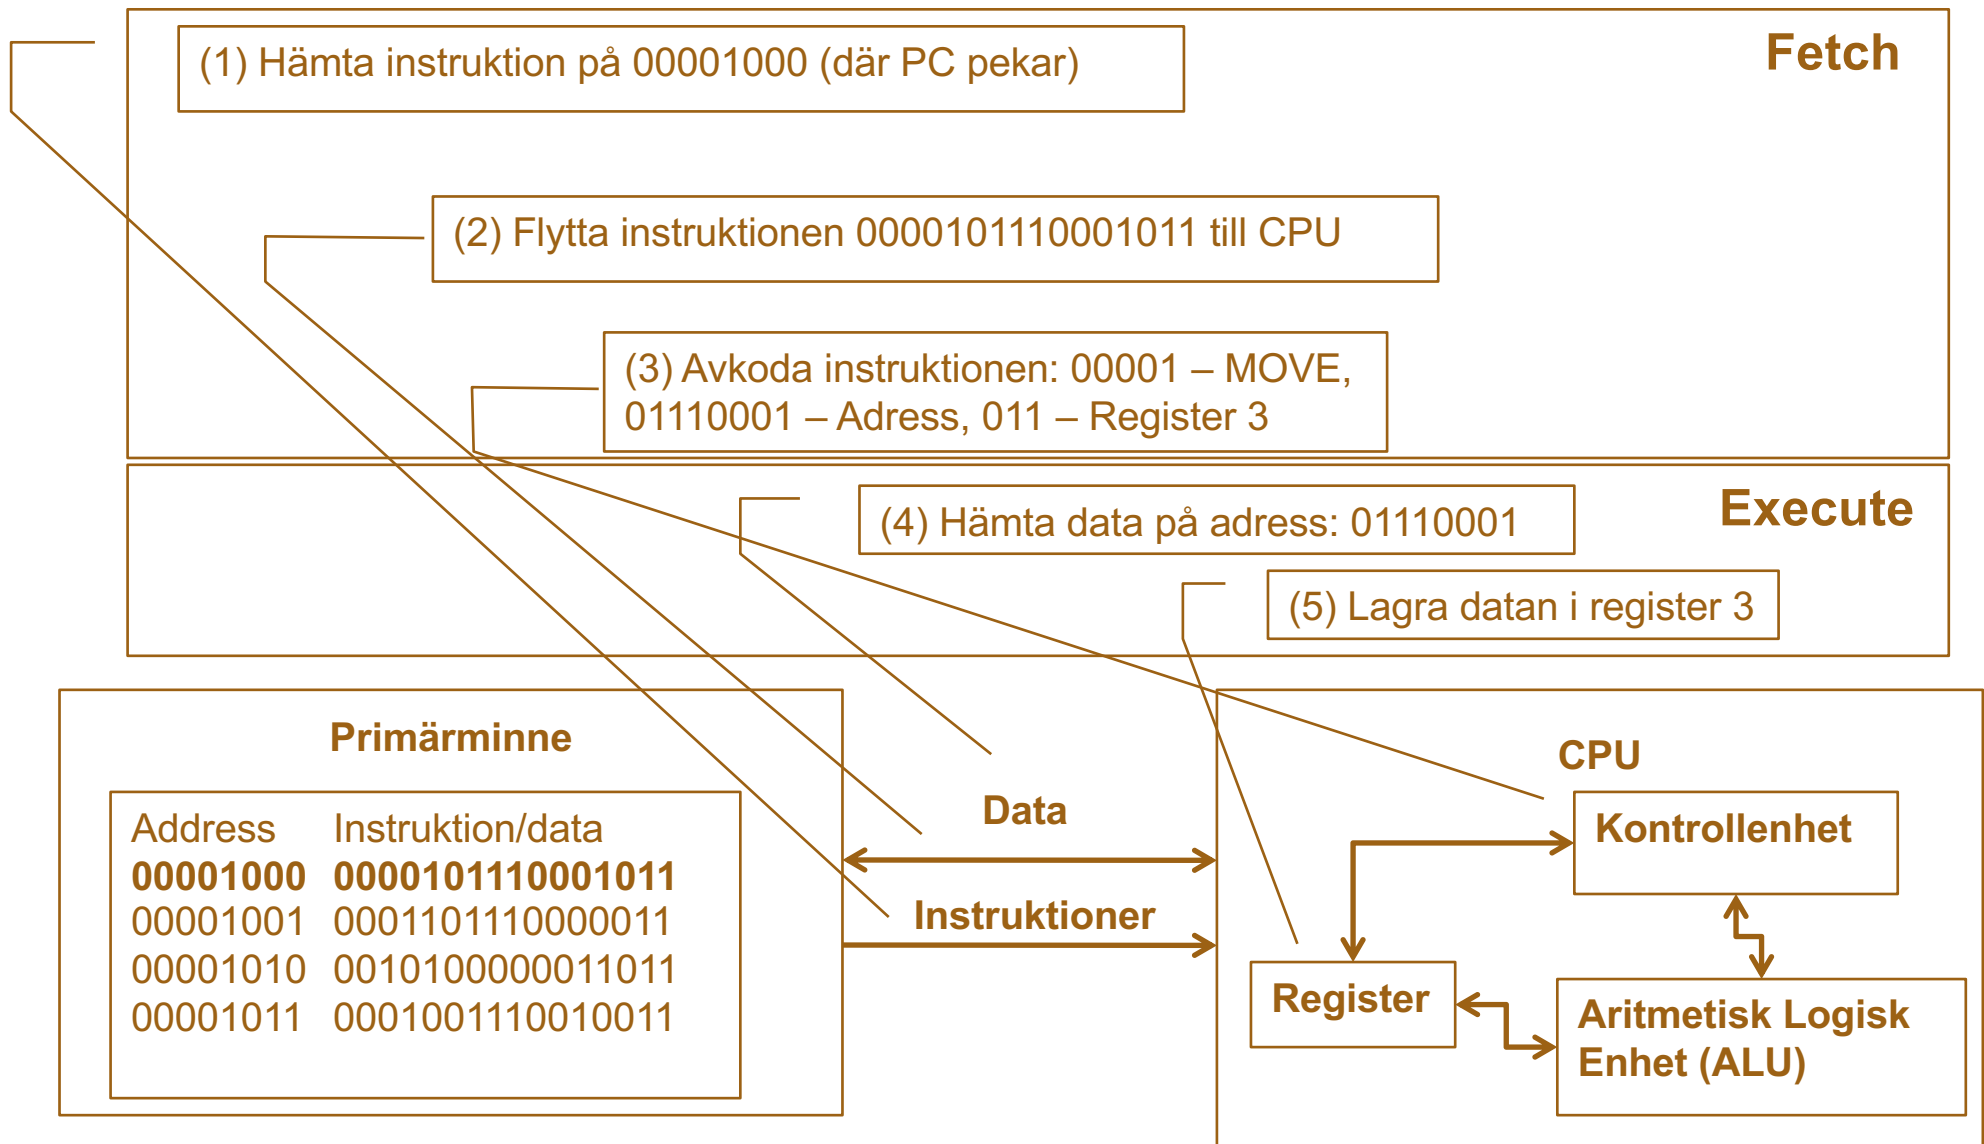 Fetch
(1) Hämta instruktion på 00001000 (där PC pekar)
(2) Flytta instruktionen 0000101110001011 till CPU
(3) Avkoda instruktionen: 00001 – MOVE,
01110001 – Adress, 011 – Register 3
Execute
(4) Hämta data på adress: 01110001
(5) Lagra datan i register 3
Primärminne
Address Instruktion/data
00001000 0000101110001011
00001001 0001101110000011
00001010 0010100000011011
00001011 0001001110010011
Data
Instruktioner
CPU
Kontrollenhet
Register
Aritmetisk Logisk
Enhet (ALU)